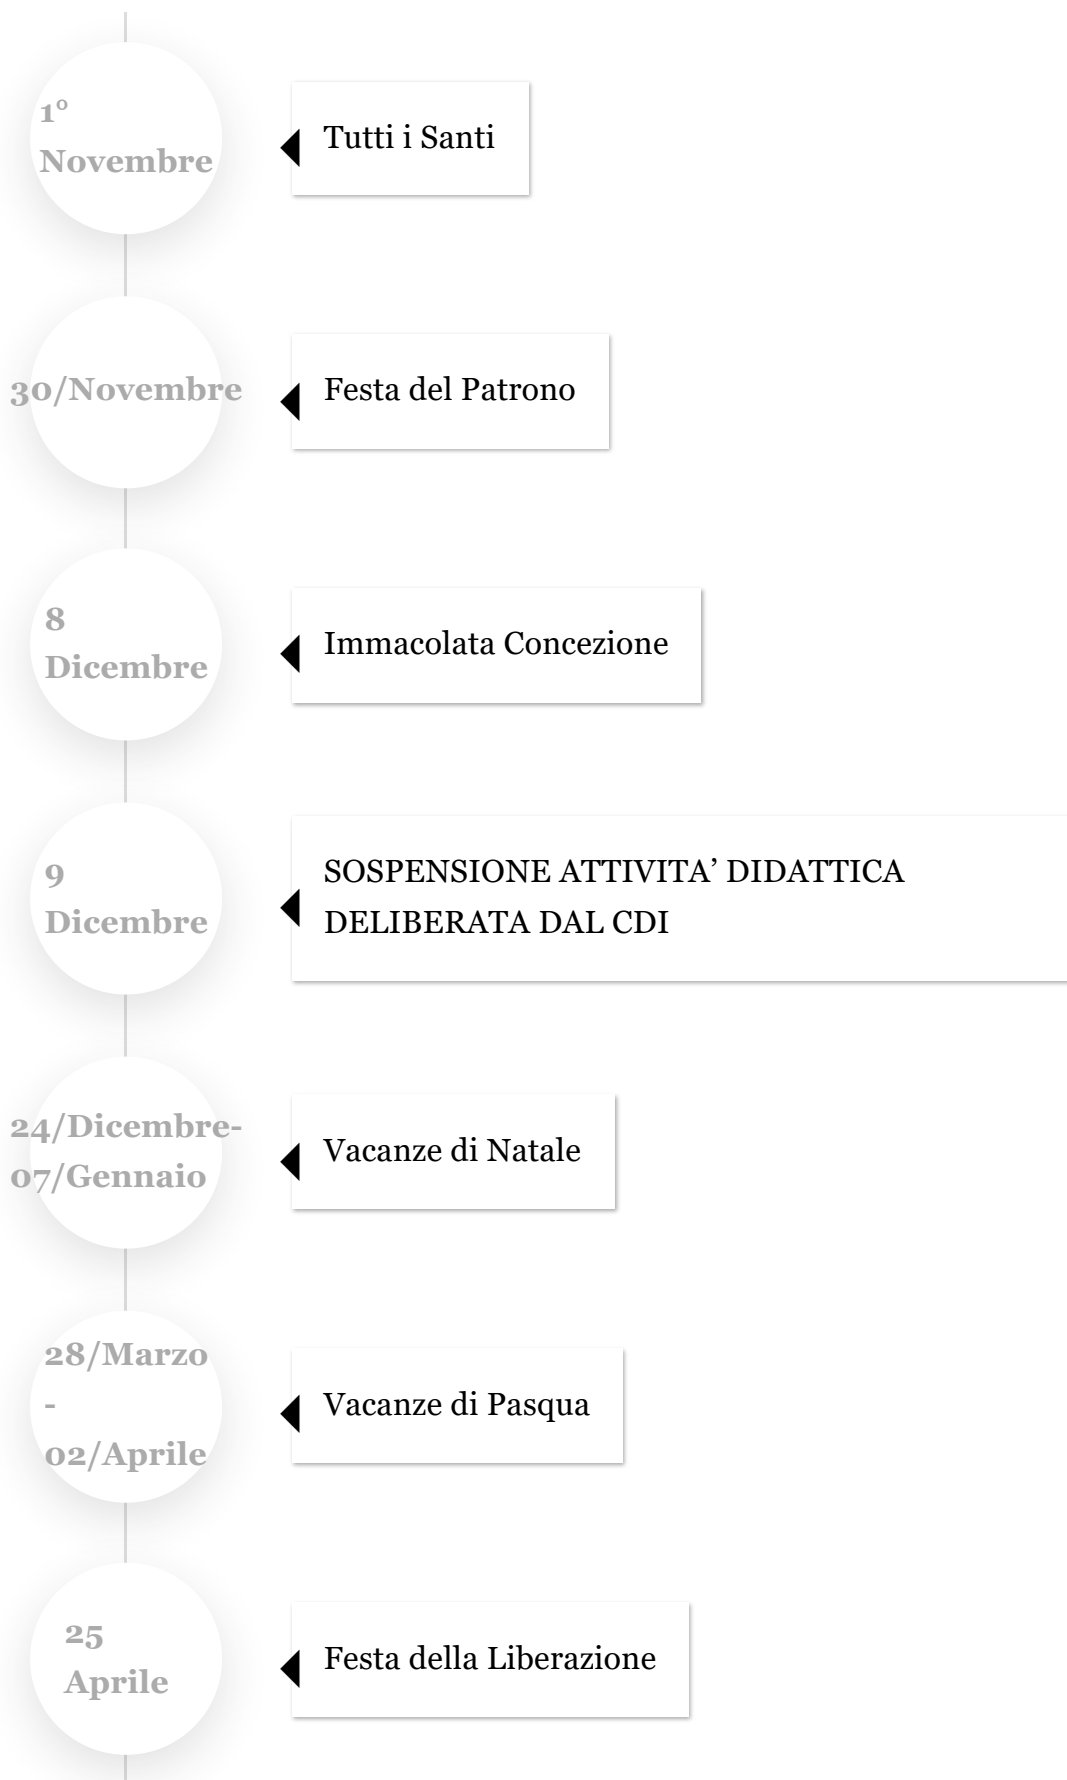 1°
Novembre
Tutti i Santi
30/Novembre
Festa del Patrono
8
Dicembre
Immacolata Concezione
9
Dicembre
SOSPENSIONE ATTIVITA’ DIDATTICA
DELIBERATA DAL CDI
24/Dicembre-
07/Gennaio
Vacanze di Natale
28/Marzo
-
02/Aprile
Vacanze di Pasqua
25
Aprile
Festa della Liberazione